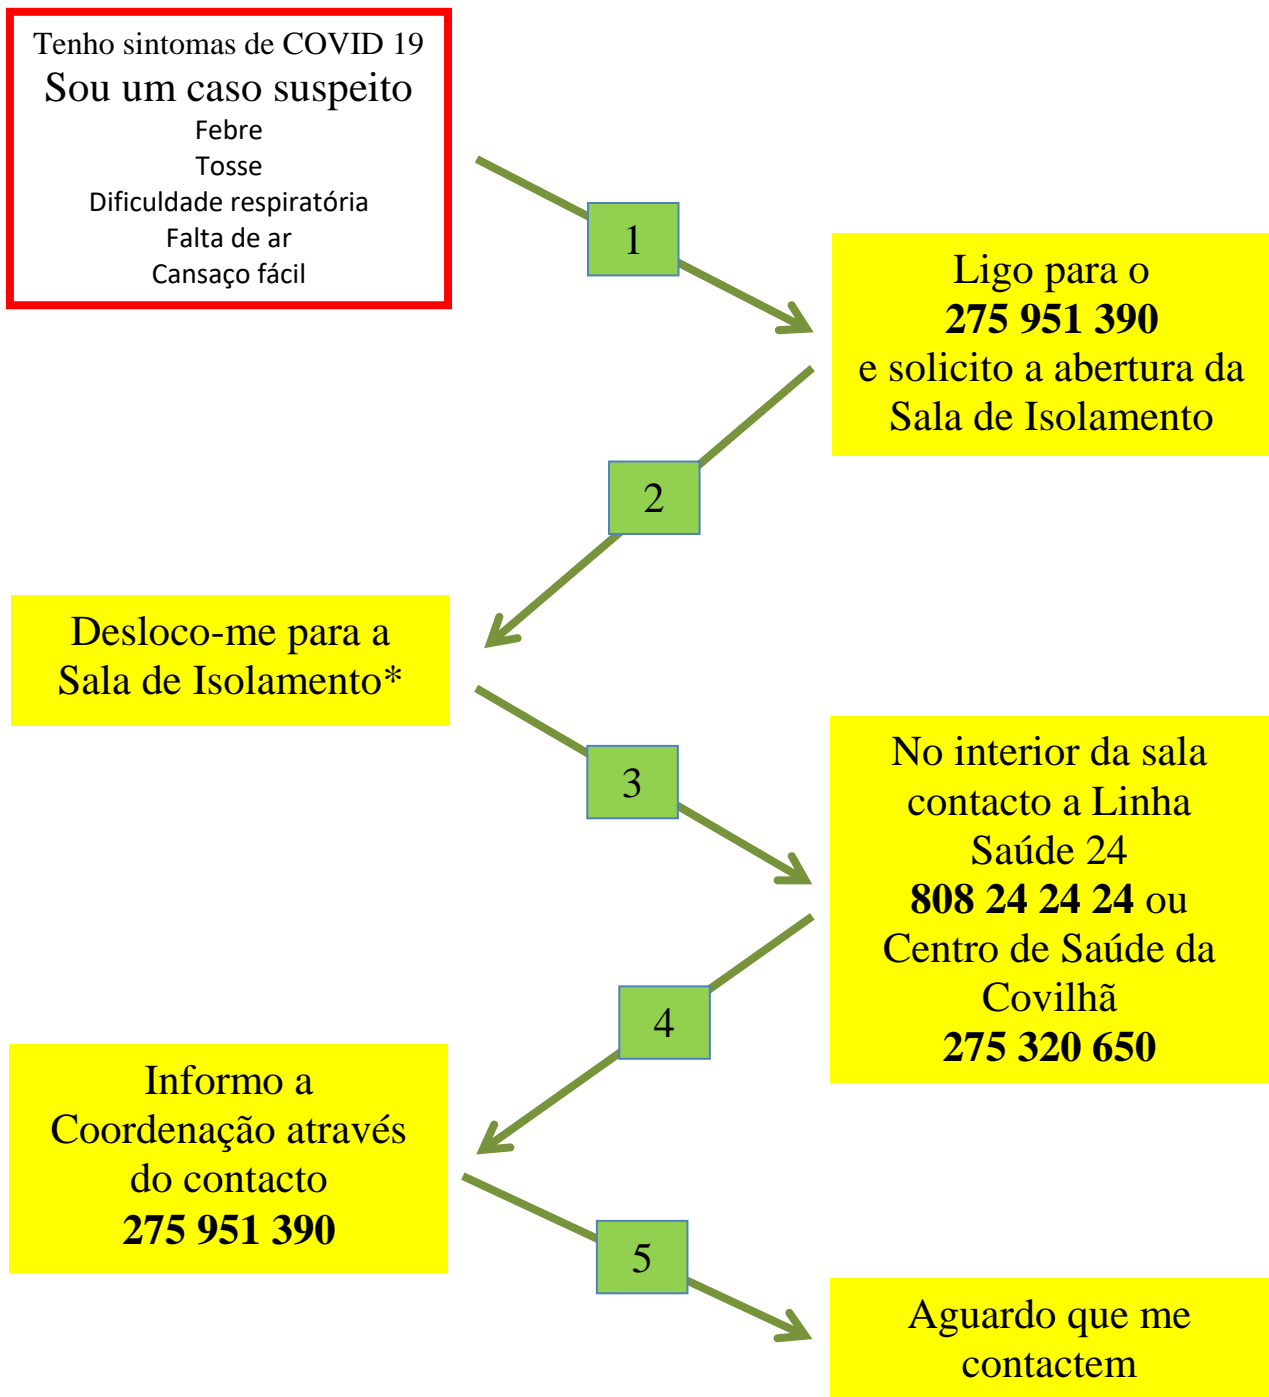 Tenho sintomas de COVID 19
Sou um caso suspeito
Febre
Tosse
Dificuldade respiratória
Falta de ar
Cansaço fácil
1
Ligo para o
275 951 390
e solicito a abertura da
Sala de Isolamento
2
Desloco-me para a
Sala de Isolamento*
3
No interior da sala
contacto a Linha
Saúde 24
808 24 24 24 ou
Centro de Saúde da
Covilhã
275 320 650
4
Informo a
Coordenação através
do contacto
275 951 390
5
Aguardo que me
contactem